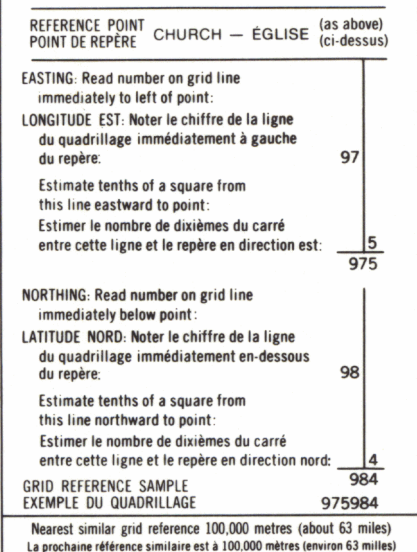 REFERENCE POINT CHURCH — ÉGLISE (as above)
POINT DE REPÈRE (ci-dessus)
EASTING: Read number on grid line
immediately to left of point:
LONGITUDE EST: Noter le chiffre de la ligne
du quadrillage immédiatement à gauche
du repère: 97
Estimate tenths of a square from
this line eastward to point:
Estimer le nombre de dixièmes du carré
entre cette ligne et le repère en direction est: 5
975
NORTHING: Read number on grid line
immediately below point:
LATITUDE NORD: Noter le chiffre de la ligne
du quadrillage immédiatement en-dessous
du repère: 98
Estimate tenths of a square from
this line northward to point:
Estimer le nombre de dixièmes du carré
entre cette ligne et le repère en direction nord: 4
984
GRID REFERENCE SAMPLE
EXEMPLE DU QUADRILLAGE 975984
Nearest similar grid reference 100,000 metres (about 63 miles)
La prochaine référence similaire est à 100,000 mètres (environ 63 miles)